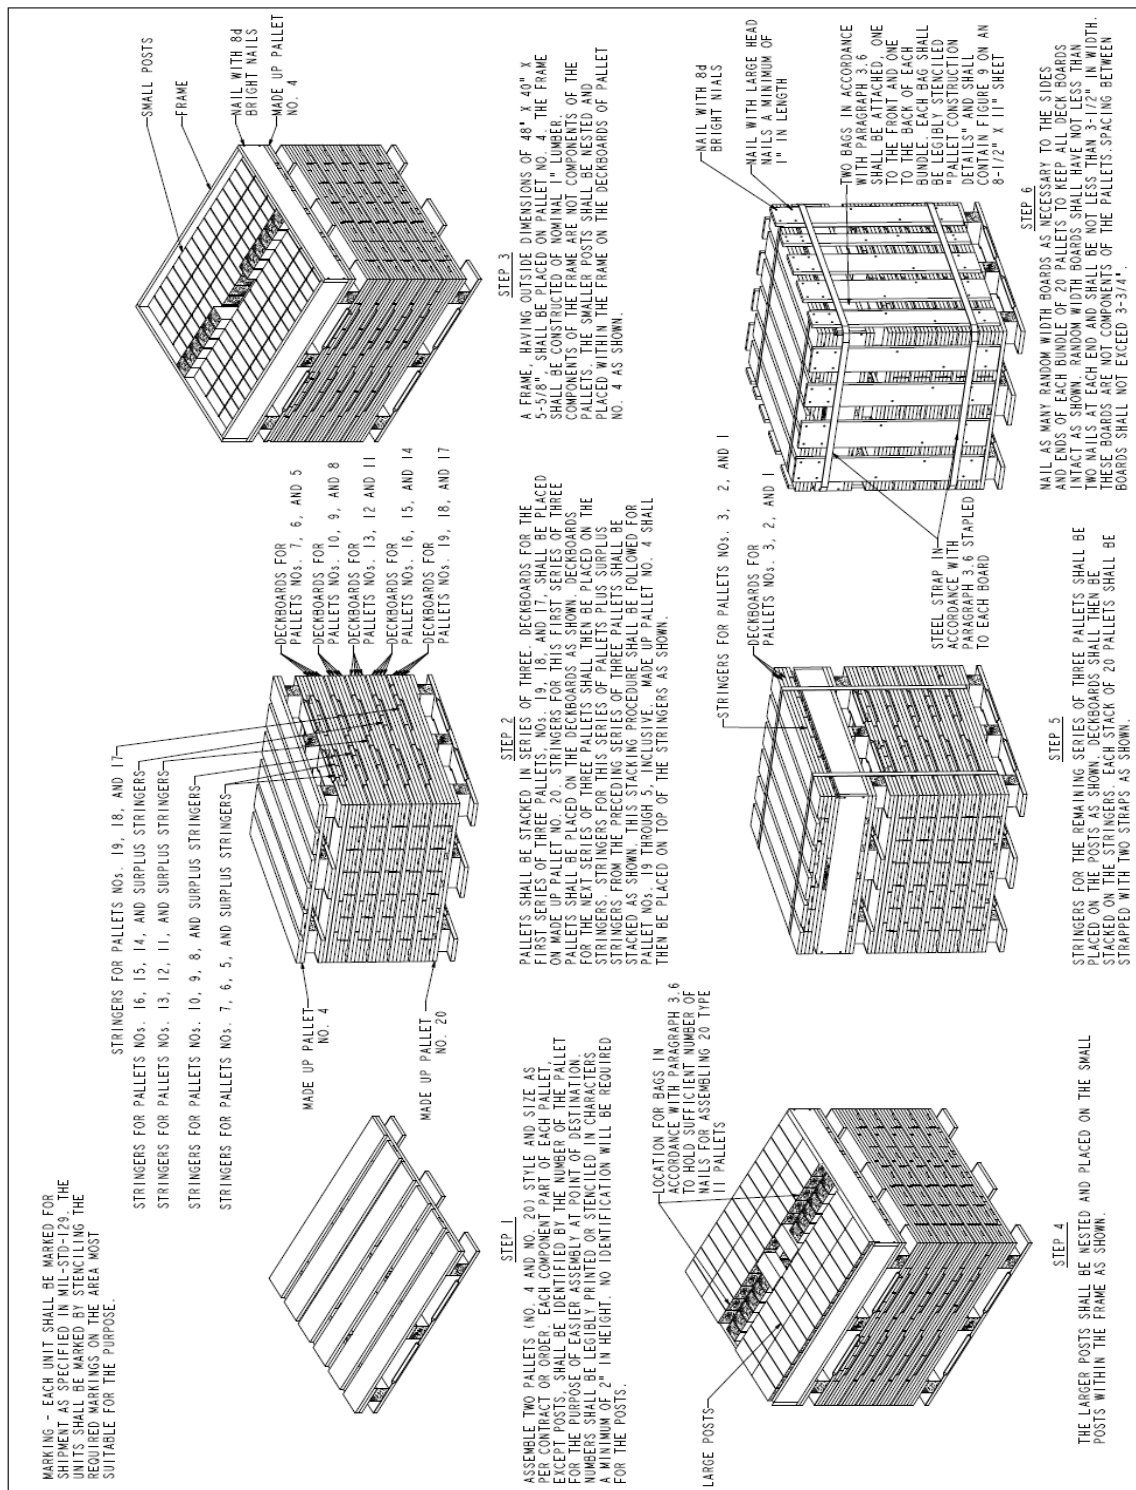 MARKING - EACH UNIT SHALL BE MARKED FOR
SHIPMENT AS SPECIFIED IN MIL-STD-129. THE
UNITS SHALL BE MARKED BY STENCILING THE
REQUIRED MARKINGS ON THE AREA MOST
SUITABLE FOR THE PURPOSE.
STEP 1
ASSEMBLE TWO PALLETS (NO. 4 AND NO. 20) STYLE AND SIZE AS
PER CONTRACT OR ORDER. EACH COMPONENT PART OF EACH PALLET,
EXCEPT POSTS, SHALL BE IDENTIFIED BY THE NUMBER OF THE PALLET
FOR THE PURPOSE OF EASIER ASSEMBLY AT POINT OF DESTINATION.
NUMBERS SHALL BE LEGIBLY PRINTED OR STENCILED IN CHARACTERS
A MINIMUM OF 2" IN HEIGHT. NO IDENTIFICATION WILL BE REQUIRED
FOR THE POSTS.
STRINGERS FOR PALLETS NOs. 19, 18, AND 17
STRINGERS FOR PALLETS NOs. 16, 15, 14, AND SURPLUS STRINGERS
STRINGERS FOR PALLETS NOs. 13, 12, 11, AND SURPLUS STRINGERS
STRINGERS FOR PALLETS NOs. 10, 9, 8, AND SURPLUS STRINGERS
STRINGERS FOR PALLETS NOs. 7, 6, 5, AND SURPLUS STRINGERS
MADE UP PALLET
NO. 4
MADE UP PALLET
NO. 20
DECKBOARDS FOR
PALLETS NOs. 7, 6, AND 5
DECKBOARDS FOR
PALLETS NOs. 10, 9, AND 8
DECKBOARDS FOR
PALLETS NOs. 13, 12 AND 11
DECKBOARDS FOR
PALLETS NOs. 16, 15, AND 14
DECKBOARDS FOR
PALLETS NOs. 19, 18, AND 17
STEP 2
PALLETS SHALL BE STACKED IN SERIES OF THREE. DECKBOARDS FOR THE
FIRST SERIES OF THREE PALLETS, NOs. 19, 18, AND 17, SHALL BE PLACED
ON MADE UP PALLET NO. 20. STRINGERS FOR THIS FIRST SERIES OF THREE
PALLETS SHALL BE PLACED ON THE DECKBOARDS AS SHOWN. DECKBOARDS
FOR THE NEXT SERIES OF THREE PALLETS SHALL THEN BE PLACED ON THE
STRINGERS. STRINGERS FOR THIS SERIES OF PALLETS PLUS SURPLUS
STRINGERS FROM THE PRECEDING SERIES OF THREE PALLETS SHALL BE
STACKED AS SHOWN. THIS STACKING PROCEDURE SHALL BE FOLLOWED FOR
PALLET NOs. 19 THROUGH 5, INCLUSIVE. MADE UP PALLET NO. 4 SHALL
THEN BE PLACED ON TOP OF THE STRINGERS AS SHOWN.
SMALL POSTS
FRAME
NAIL WITH 8d
BRIGHT NAILS
MADE UP PALLET
NO. 4
STEP 3
A FRAME, HAVING OUTSIDE DIMENSIONS OF 48" X 40" X
5-5/8", SHALL BE PLACED ON PALLET NO. 4. THE FRAME
SHALL BE CONSTRUCTED OF NOMINAL 1" LUMBER.
COMPONENTS OF THE FRAME ARE NOT COMPONENTS OF THE
PALLETS. THE SMALLER POSTS SHALL BE NESTED AND
PLACED WITHIN THE FRAME ON THE DECKBOARDS OF PALLET
NO. 4 AS SHOWN.
LARGE POSTS
LOCATION FOR BAGS IN
ACCORDANCE WITH PARAGRAPH 3.6
TO HOLD SUFFICIENT NUMBER OF
NAILS FOR ASSEMBLING 20 TYPE
II PALLETS
STEP 4
THE LARGER POSTS SHALL BE NESTED AND PLACED ON THE SMALL
POSTS WITHIN THE FRAME AS SHOWN.
STRINGERS FOR PALLETS NOs. 3, 2, AND 1
DECKBOARDS FOR
PALLETS NOs. 3, 2, AND 1
STEP 5
STRINGERS FOR THE REMAINING SERIES OF THREE PALLETS SHALL BE
PLACED ON THE POSTS AS SHOWN. DECKBOARDS SHALL THEN BE
STACKED ON THE STRINGERS. EACH STACK OF 20 PALLETS SHALL BE
STRAPPED WITH TWO STRAPS AS SHOWN.
NAIL WITH 8d
BRIGHT NIALS
NAIL WITH LARGE HEAD
NAILS A MINIMUM OF
1" IN LENGTH
TWO BAGS IN ACCORDANCE
WITH PARAGRAPH 3.6
SHALL BE ATTACHED, ONE
TO THE FRONT AND ONE
TO THE BACK OF EACH
BUNDLE. EACH BAG SHALL
BE LEGIBLY STENCILED
"PALLET CONSTRUCTION
DETAILS" AND SHALL
CONTAIN FIGURE 9 ON AN
8-1/2" X 11" SHEET
STEEL STRAP IN
ACCORDANCE WITH
PARAGRAPH 3.6 STAPLED
TO EACH BOARD
STEP 6
NAIL AS MANY RANDOM WIDTH BOARDS AS NECESSARY TO THE SIDES
AND ENDS OF EACH BUNDLE OF 20 PALLETS TO KEEP ALL DECK BOARDS
INTACT AS SHOWN. RANDOM WIDTH BOARDS SHALL HAVE NOT LESS THAN
TWO NAILS AT EACH END AND SHALL BE NOT LESS THAN 3-1/2" IN WIDTH.
THESE BOARDS ARE NOT COMPONENTS OF THE PALLETS.SPACING BETWEEN
BOARDS SHALL NOT EXCEED 3-3/4".